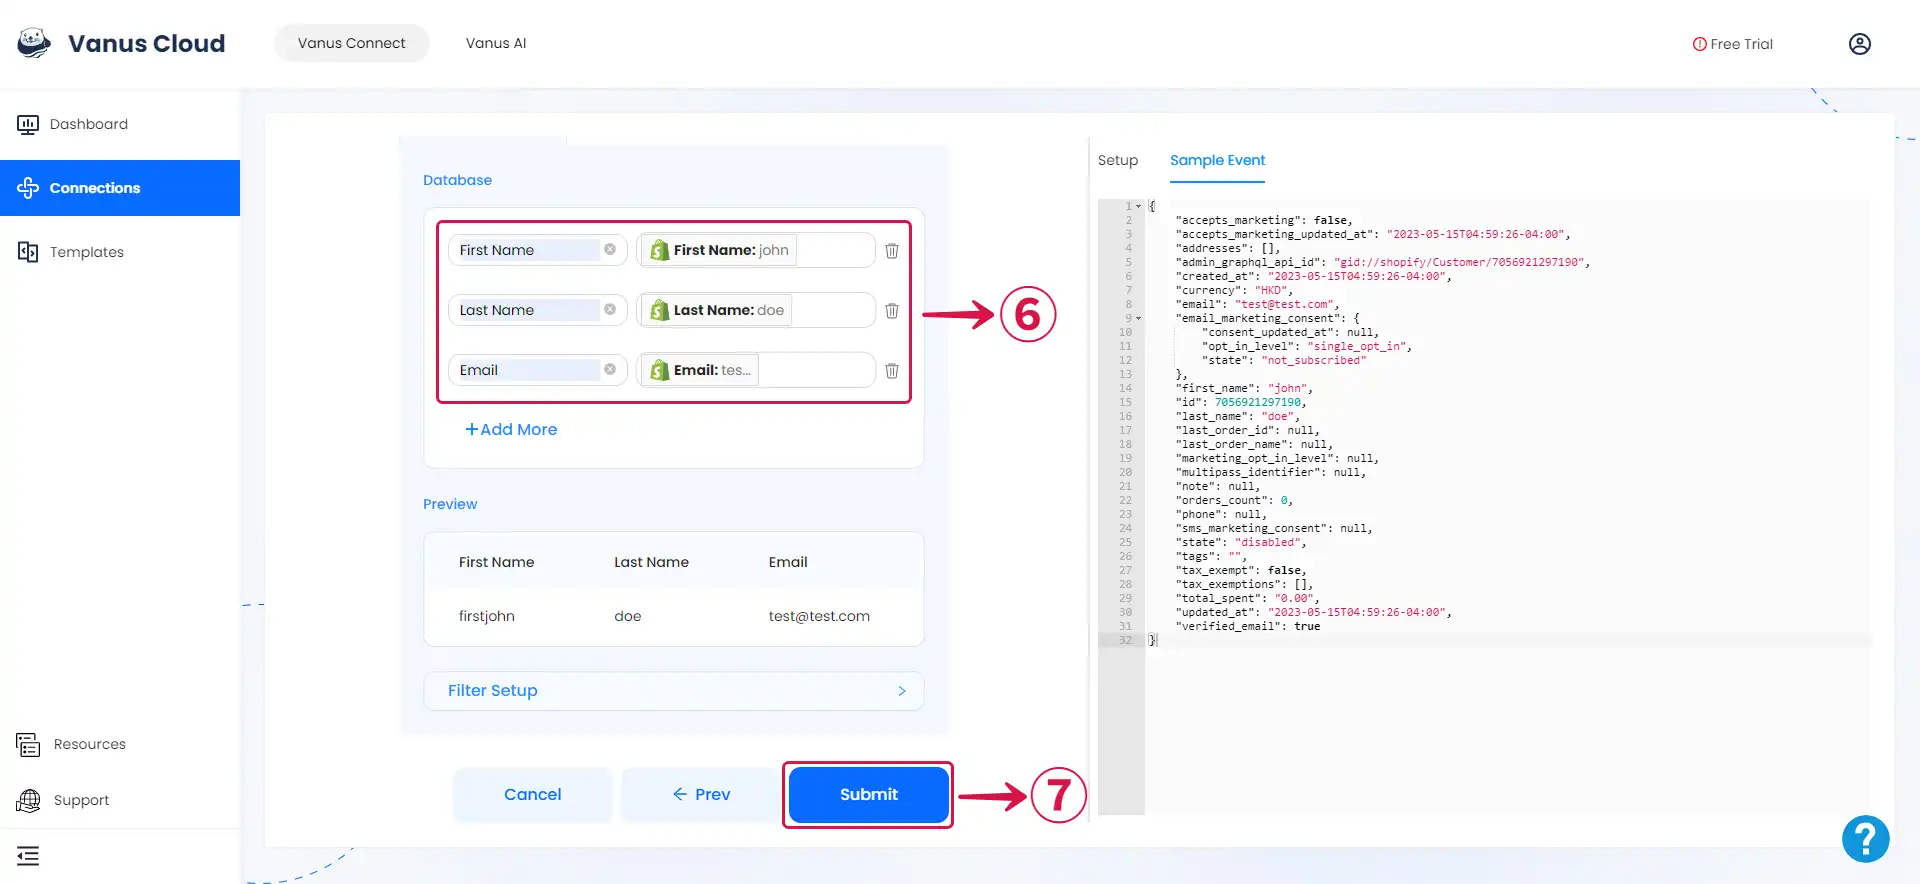 Vanus Cloud
Vanus Connect
Vanus AI
Free Trial
Dashboard
Connections
Templates
Resources
Support
Database
First Name
First Name: john
Last Name
Last Name: doe
Email
Email: tes...
+Add More
6
Preview
First Name Last Name Email
firstjohn doe test@test.com
Filter Setup
Cancel
← Prev
Submit
7
Setup
Sample Event
1 {
2 "accepts_marketing": false,
3 "accepts_marketing_updated_at": "2023-05-15T04:59:26-04:00",
4 "addresses": [],
5 "admin_graphql_api_id": "gid://shopify/Customer/7056921297190",
6 "created_at": "2023-05-15T04:59:26-04:00",
7 "currency": "HKD",
8 "email": "test@test.com",
9 "email_marketing_consent": {
10 "consent_updated_at": null,
11 "opt_in_level": "single_opt_in",
12 "state": "not_subscribed"
13 },
14 "first_name": "john",
15 "id": 7056921297190,
16 "last_name": "doe",
17 "last_order_id": null,
18 "last_order_name": null,
19 "marketing_opt_in_level": null,
20 "multipass_identifier": null,
21 "note": null,
22 "orders_count": 0,
23 "phone": null,
24 "sms_marketing_consent": null,
25 "state": "disabled",
26 "tags": "",
27 "tax_exempt": false,
28 "tax_exemptions": [],
29 "total_spent": "0.00",
30 "updated_at": "2023-05-15T04:59:26-04:00",
31 "verified_email": true
32 }
?